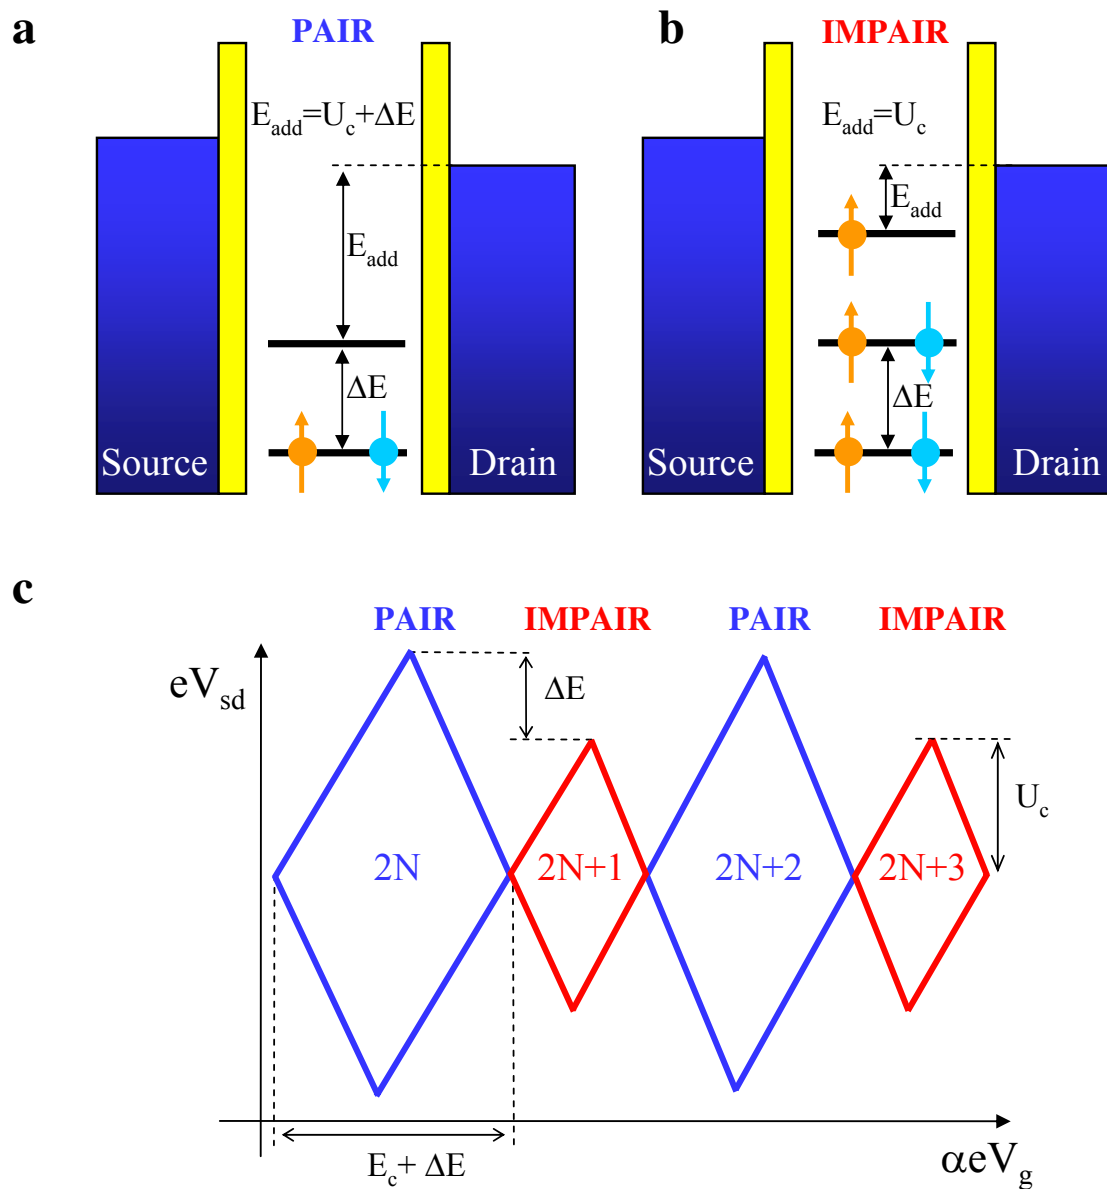 a
PAIR
E_add=U_c+ΔE
E_add
ΔE
Source
Drain
b
IMPAIR
E_add=U_c
E_add
ΔE
Source
Drain
c
PAIR
IMPAIR
PAIR
IMPAIR
eV_sd
ΔE
U_c
2N
2N+1
2N+2
2N+3
E_c+ ΔE
αeV_g